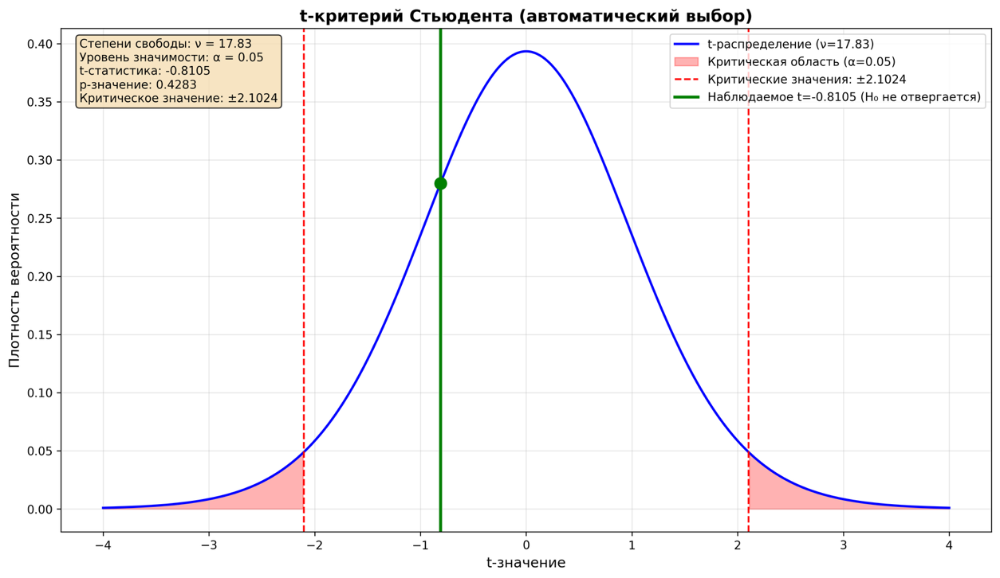 t-критерий Стьюдента (автоматический выбор)
Степени свободы: ν = 17.83
Уровень значимости: α = 0.05
t-статистика: -0.8105
p-значение: 0.4283
Критическое значение: ±2.1024
t-распределение (ν=17.83)
Критическая область (α=0.05)
Критические значения: ±2.1024
Наблюдаемое t=-0.8105 (H₀ не отвергается)
Плотность вероятности
0.40
0.35
0.30
0.25
0.20
0.15
0.10
0.05
0.00
−4 −3 −2 −1 0 1 2 3 4
t-значение